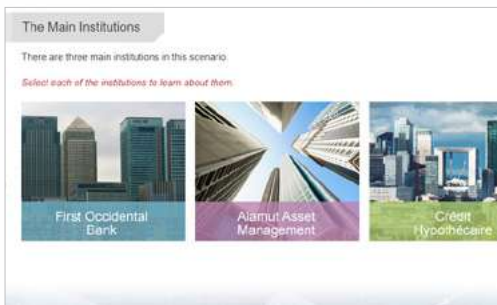 The Main Institutions
There are three main institutions in this scenario.
Select each of the institutions to learn about them.
First Occidental
Bank
Alamut Asset
Management
Crédit
Hypothécaire